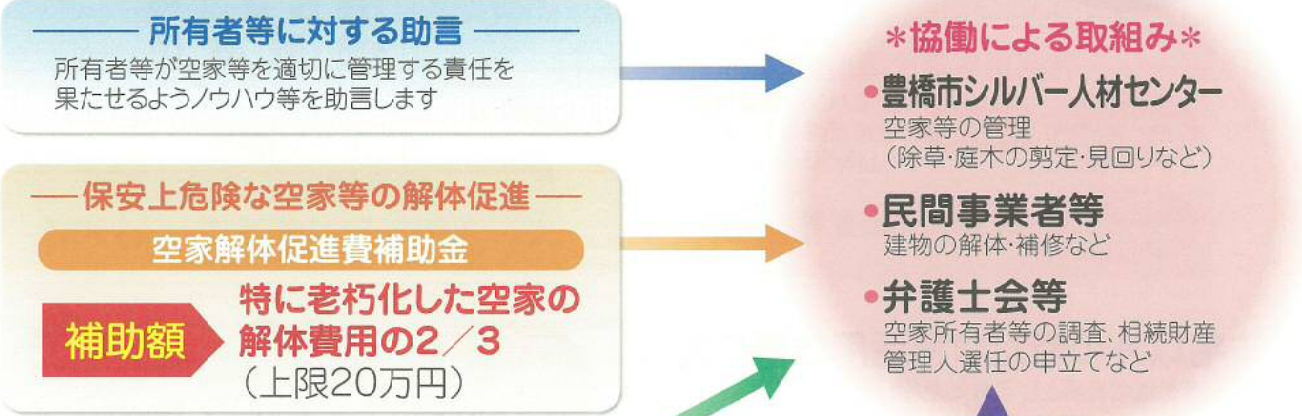 所有者等に対する助言
所有者等が空家等を適切に管理する責任を
果たせるようノウハウ等を助言します
保安上危険な空家等の解体促進
空家解体促進費補助金
補助額
特に老朽化した空家の
解体費用の2／3
（上限20万円）
＊協働による取組み＊
•豊橋市シルバー人材センター
空家等の管理
（除草･庭木の剪定･見回りなど）
•民間事業者等
建物の解体･補修など
•弁護士会等
空家所有者等の調査、相続財産
管理人選任の申立てなど